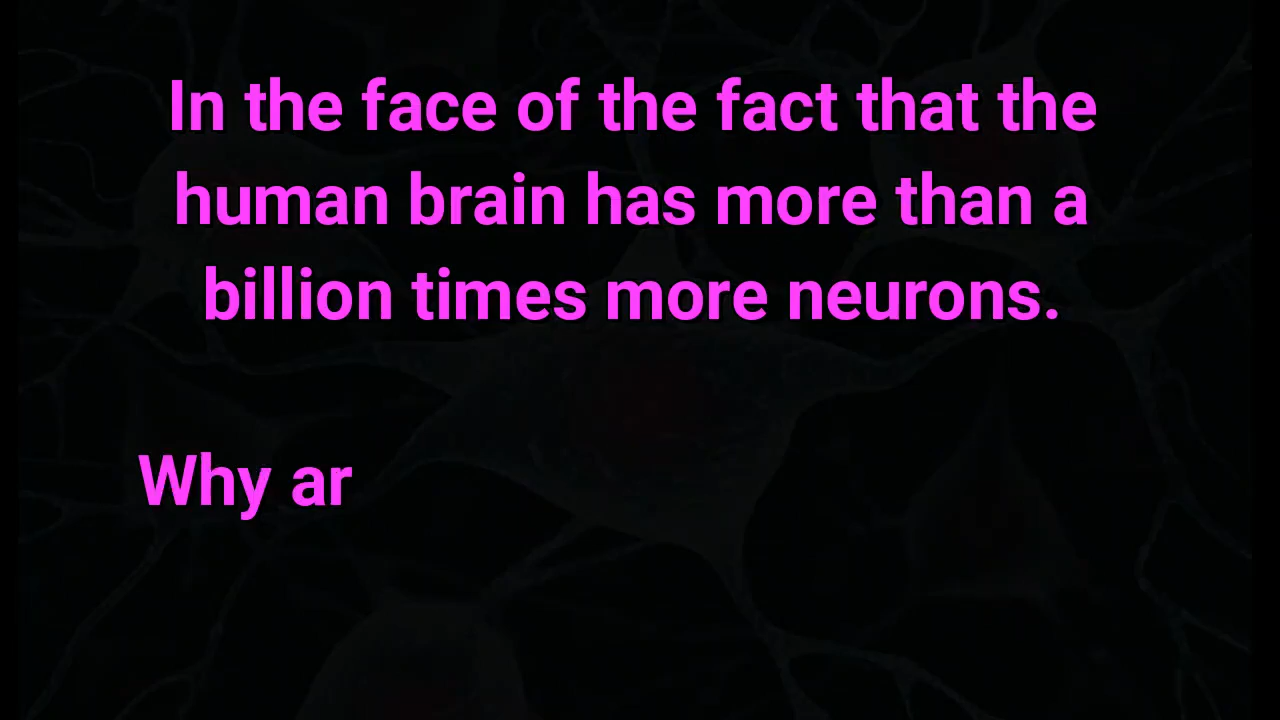 In the face of the fact that the
human brain has more than a
billion times more neurons.
Why ar